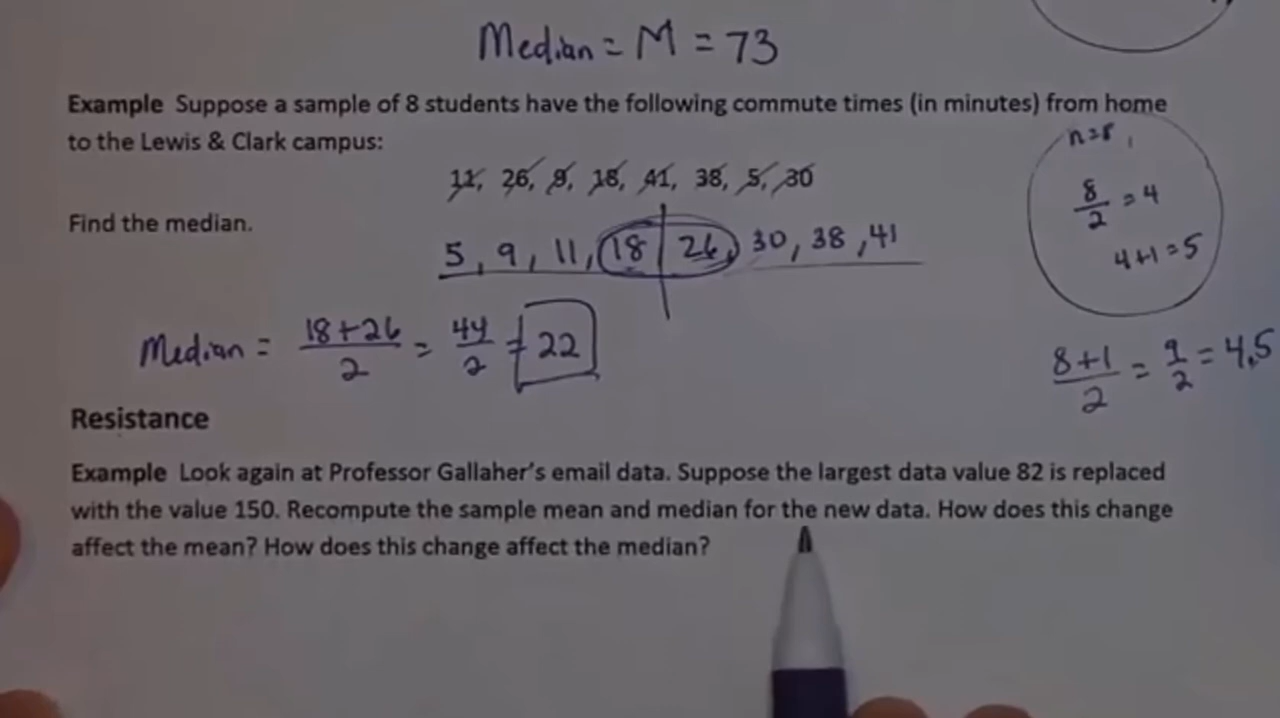 Median = M = 73
Example Suppose a sample of 8 students have the following commute times (in minutes) from home
to the Lewis & Clark campus:
n=8
11, 26, 9, 18, 41, 38, 5, 30
8/2 = 4
Find the median.
5, 9, 11, 18 | 26, 30, 38, 41
4+1=5
Median = 18+26/2 = 44/2 = 22
8+1/2 = 9/2 = 4.5
Resistance
Example Look again at Professor Gallaher's email data. Suppose the largest data value 82 is replaced
with the value 150. Recompute the sample mean and median for the new data. How does this change
affect the mean? How does this change affect the median?